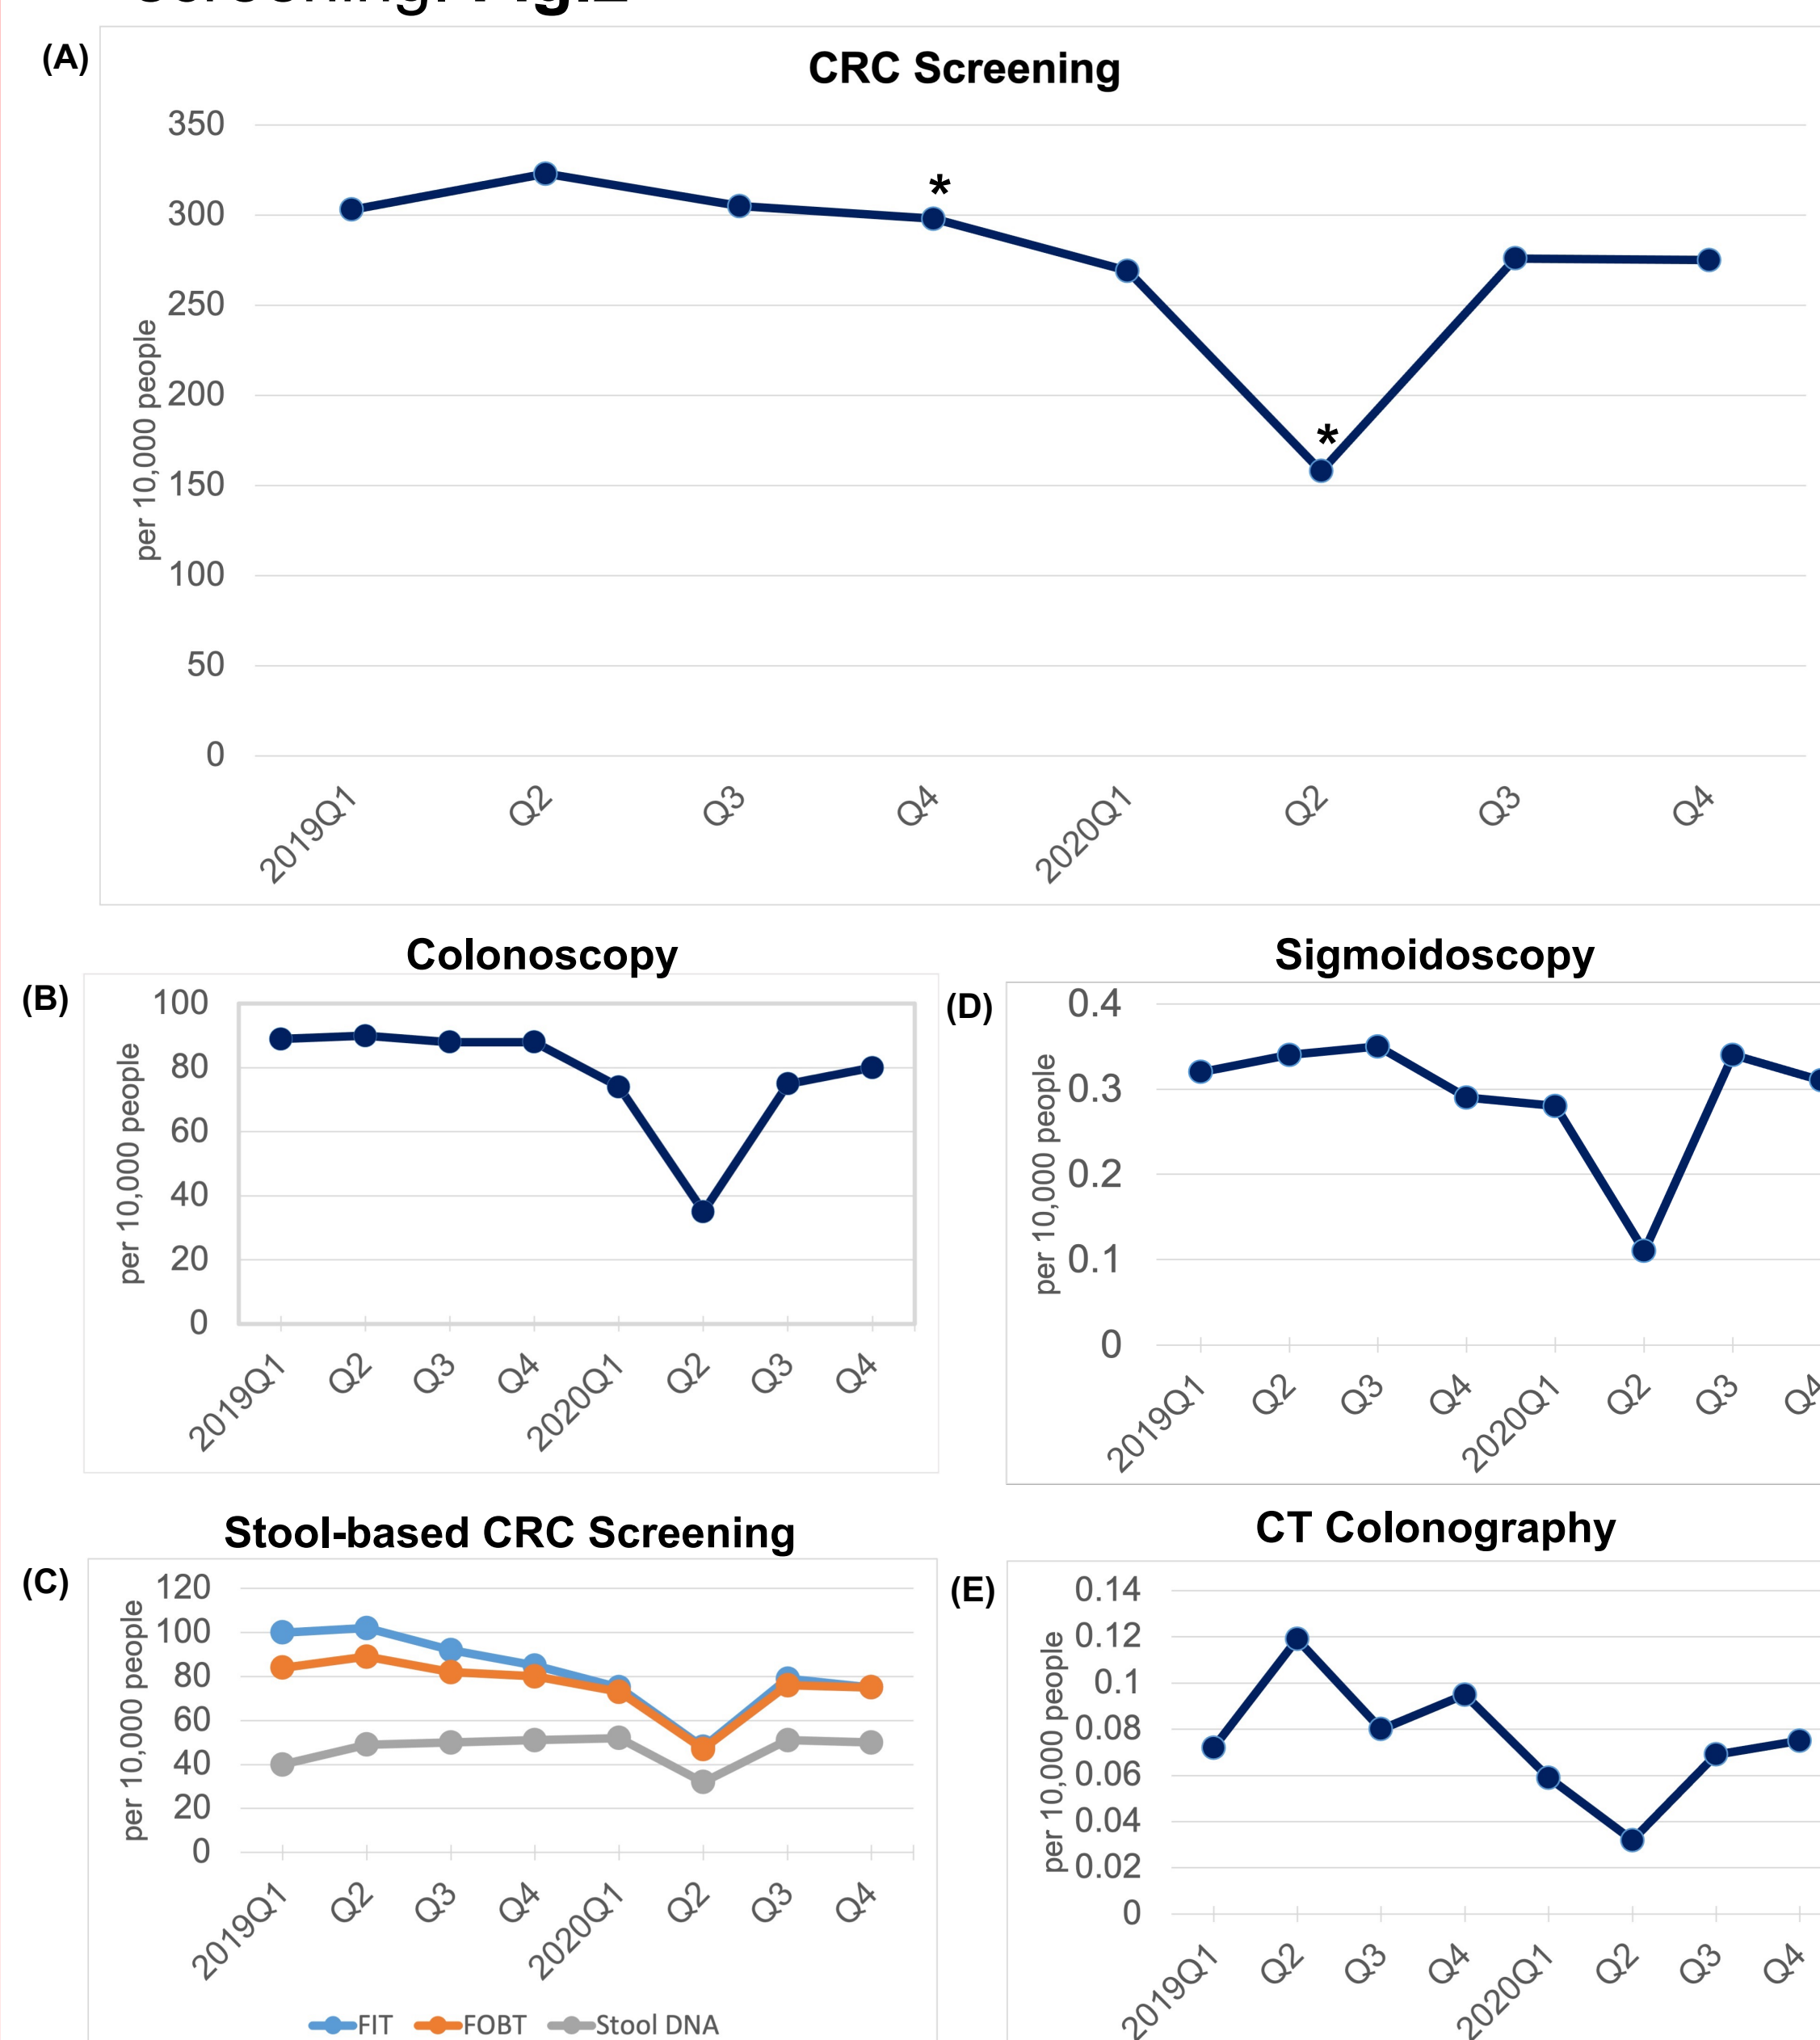 (A)
CRC Screening
350
300
250
200
150
100
50
0
per 10,000 people
*
*
2019Q1 Q2 Q3 Q4 2020Q1 Q2 Q3 Q4
Colonoscopy
(B)
100
80
60
40
20
0
per 10,000 people
2019Q1 Q2 Q3 Q4 2020Q1 Q2 Q3 Q4
Sigmoidoscopy
(D)
0.4
0.3
0.2
0.1
0
per 10,000 people
2019Q1 Q2 Q3 Q4 2020Q1 Q2 Q3 Q4
Stool-based CRC Screening
(C)
120
100
80
60
40
20
0
per 10,000 people
2019Q1 Q2 Q3 Q4 2020Q1 Q2 Q3 Q4
FIT FOBT Stool DNA
CT Colonography
(E)
0.14
0.12
0.1
0.08
0.06
0.04
0.02
0
per 10,000 people
2019Q1 Q2 Q3 Q4 2020Q1 Q2 Q3 Q4